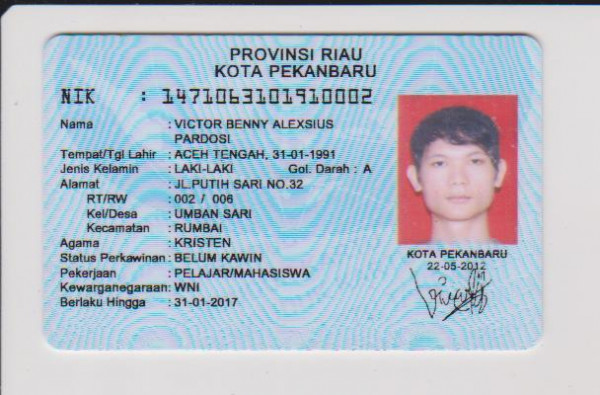 PROVINSI RIAU
KOTA PEKANBARU
NIK : 1471063101910002
Nama : VICTOR BENNY ALEXSIUS
PARDOSI
Tempat/Tgl Lahir : ACEH TENGAH, 31-01-1991
Jenis Kelamin : LAKI-LAKI Gol. Darah : A
Alamat : JL.PUTIH SARI NO.32
RT/RW : 002 / 006
Kel/Desa : UMBAN SARI
Kecamatan : RUMBAI
Agama : KRISTEN
Status Perkawinan : BELUM KAWIN
Pekerjaan : PELAJAR/MAHASISWA
Kewarganegaraan : WNI
Berlaku Hingga : 31-01-2017
KOTA PEKANBARU
22-05-2012